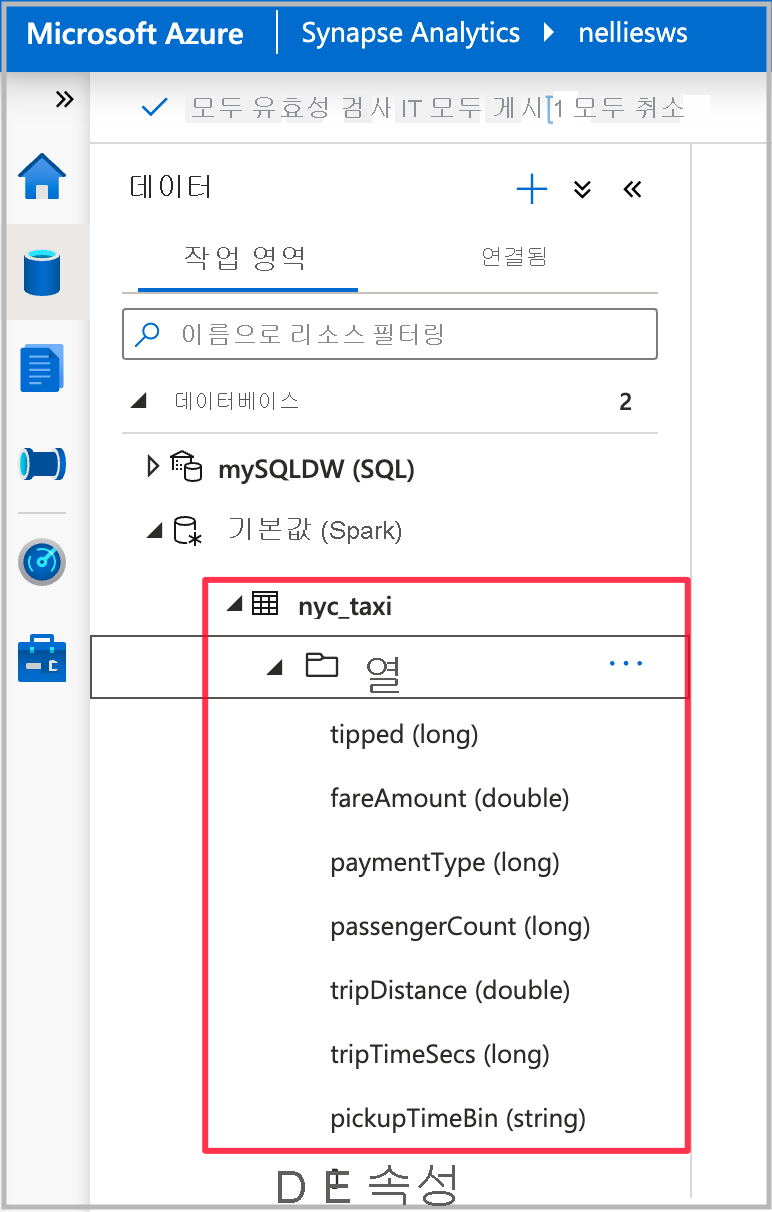 Microsoft Azure Synapse Analytics nelliesws
모두 유효성 검사 IT 모두 게시 1 모두 취소
데이터
작업 영역 연결됨
이름으로 리소스 필터링
데이터베이스 2
mySQLDW (SQL)
기본값 (Spark)
nyc_taxi
열 ...
tipped (long)
fareAmount (double)
paymentType (long)
passengerCount (long)
tripDistance (double)
tripTimeSecs (long)
pickupTimeBin (string)
속성